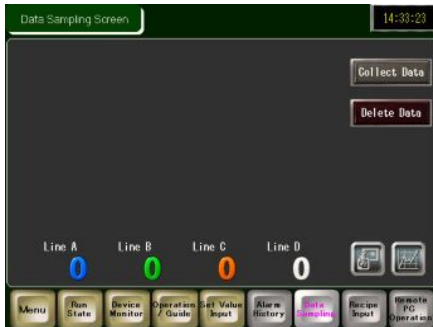 Data Sampling Screen
14:33:23
Collect Data
Delete Data
Line A
Line B
Line C
Line D
0
0
0
0
Menu
Run
State
Device
Monitor
Operation
/ Guide
Set Value
Input
Alarm
History
Data
Sampling
Recipe
Input
Remote
PC
Operation